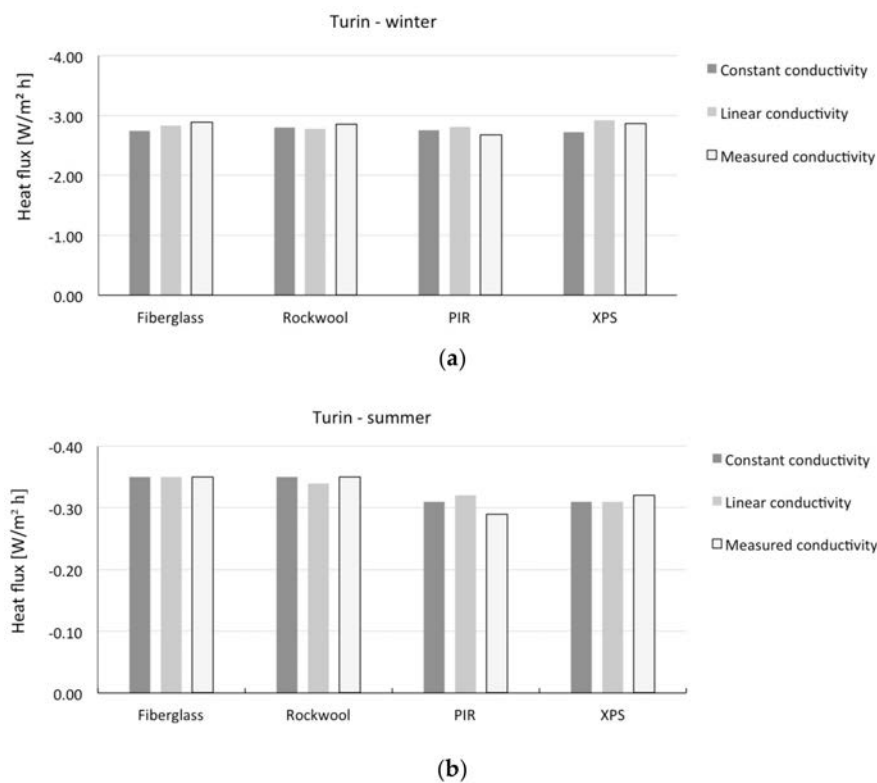 Turin - winter
Heat flux [W/m² h]
-4.00
-3.00
-2.00
-1.00
0.00
Fiberglass Rockwool PIR XPS
Constant conductivity
Linear conductivity
Measured conductivity
(a)
Turin - summer
Heat flux [W/m² h]
-0.40
-0.30
-0.20
-0.10
0.00
Fiberglass Rockwool PIR XPS
Constant conductivity
Linear conductivity
Measured conductivity
(b)